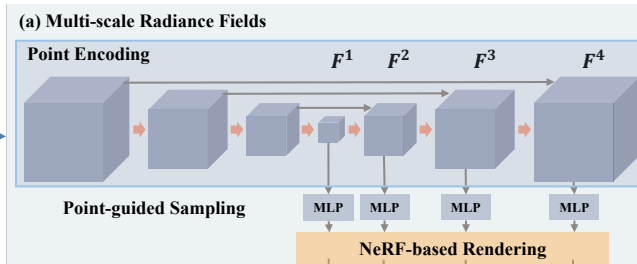 (a) Multi-scale Radiance Fields
Point Encoding
F¹ F² F³ F⁴
Point-guided Sampling
MLP MLP MLP MLP
NeRF-based Rendering